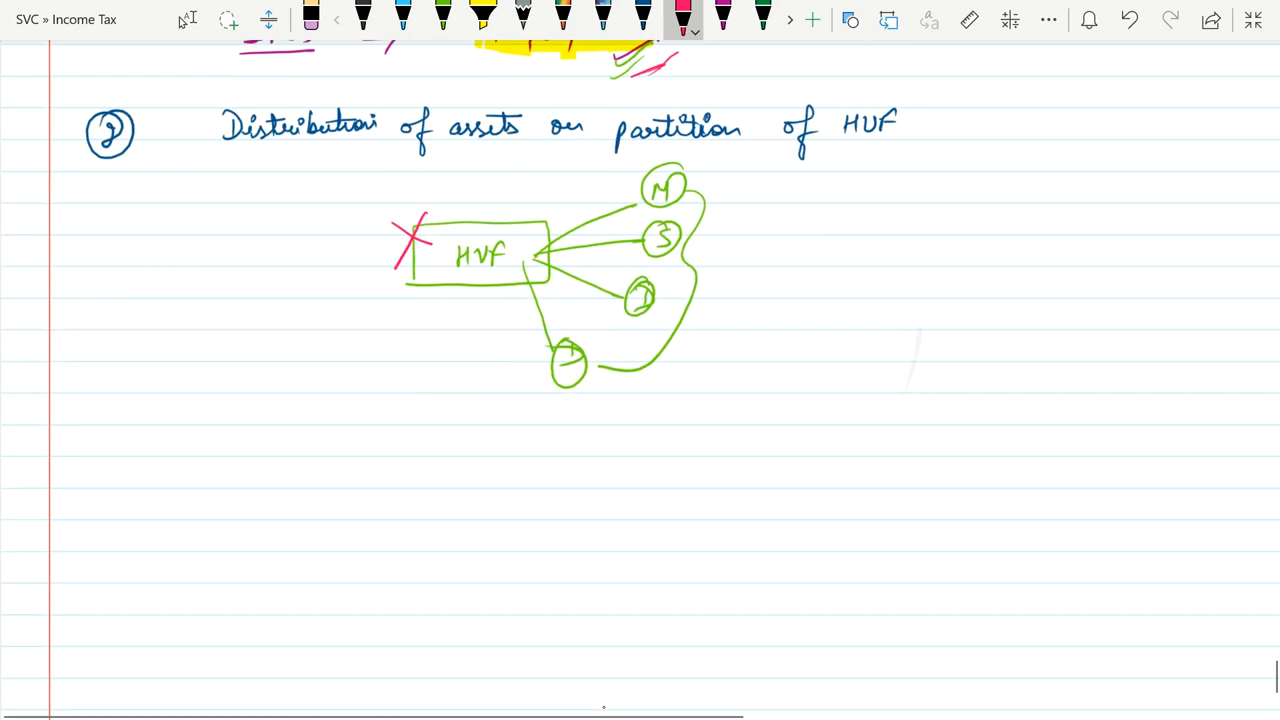 SVC » Income Tax
② Distribution of assets on partition of HUF
M
S
HUF
D